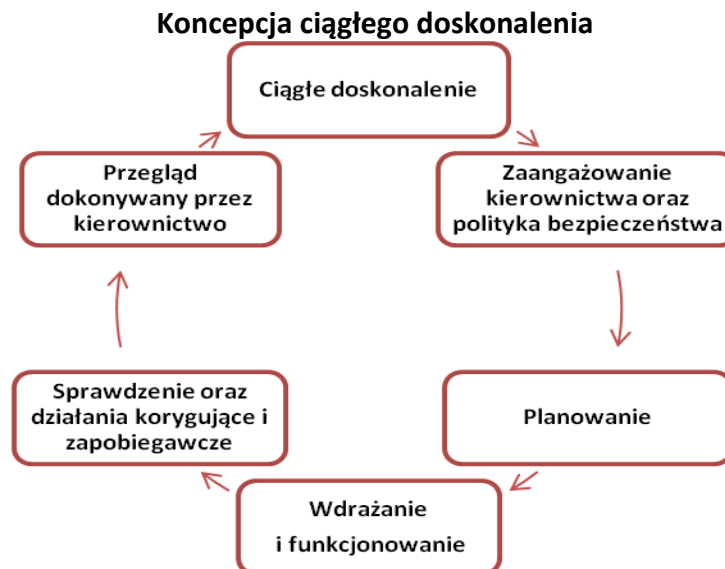 Koncepcja ciągłego doskonalenia
Ciągłe doskonalenie
Zaangażowanie
kierownictwa oraz
polityka bezpieczeństwa
Planowanie
Wdrażanie
i funkcjonowanie
Sprawdzenie oraz
działania korygujące i
zapobiegawcze
Przegląd
dokonywany przez
kierownictwo